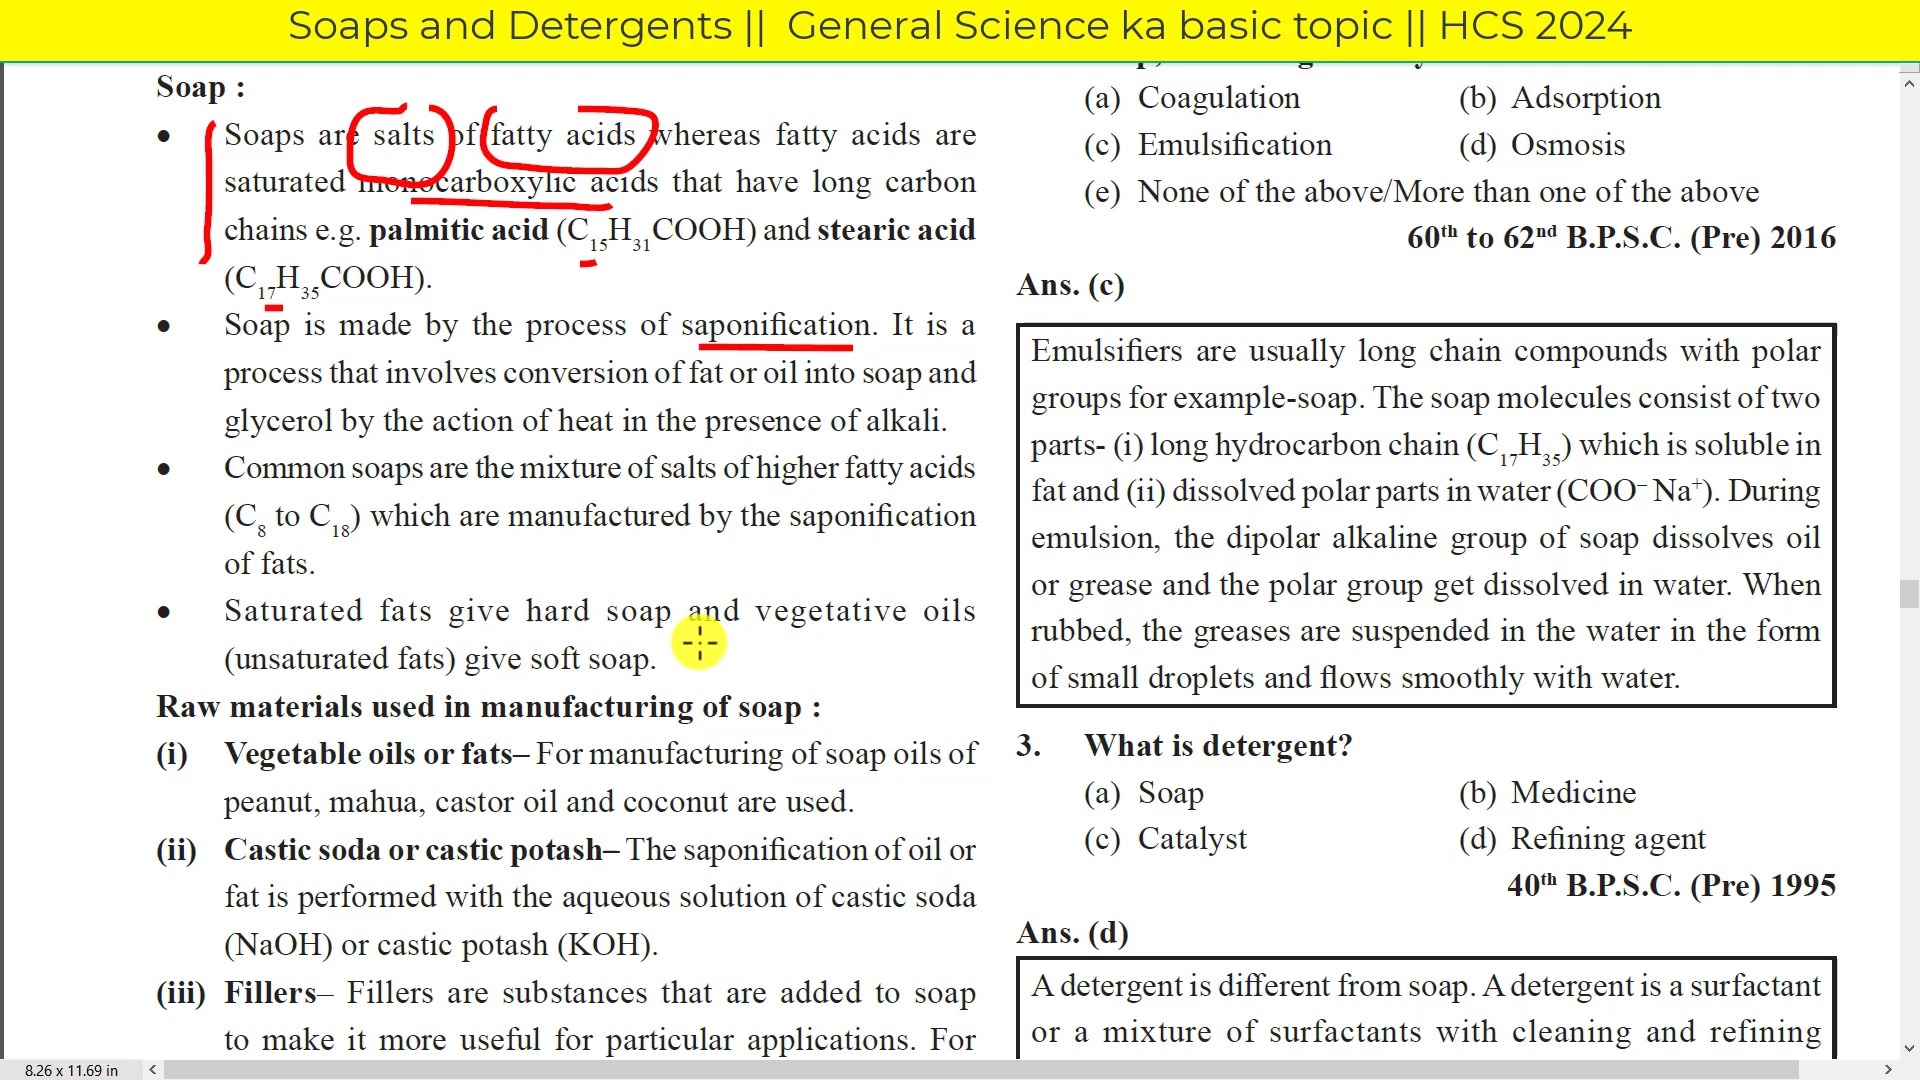 Soaps and Detergents || General Science ka basic topic || HCS 2024
Soap :
• Soaps are salts of fatty acids whereas fatty acids are
saturated monocarboxylic acids that have long carbon
chains e.g. palmitic acid (C15H31COOH) and stearic acid
(C17H35COOH).
• Soap is made by the process of saponification. It is a
process that involves conversion of fat or oil into soap and
glycerol by the action of heat in the presence of alkali.
• Common soaps are the mixture of salts of higher fatty acids
(C8 to C18) which are manufactured by the saponification
of fats.
• Saturated fats give hard soap and vegetative oils
(unsaturated fats) give soft soap.
Raw materials used in manufacturing of soap :
(i) Vegetable oils or fats– For manufacturing of soap oils of
peanut, mahua, castor oil and coconut are used.
(ii) Castic soda or castic potash– The saponification of oil or
fat is performed with the aqueous solution of castic soda
(NaOH) or castic potash (KOH).
(iii) Fillers– Fillers are substances that are added to soap
to make it more useful for particular applications. For
(a) Coagulation (b) Adsorption
(c) Emulsification (d) Osmosis
(e) None of the above/More than one of the above
60th to 62nd B.P.S.C. (Pre) 2016
Ans. (c)
Emulsifiers are usually long chain compounds with polar
groups for example-soap. The soap molecules consist of two
parts- (i) long hydrocarbon chain (C17H35) which is soluble in
fat and (ii) dissolved polar parts in water (COO– Na+). During
emulsion, the dipolar alkaline group of soap dissolves oil
or grease and the polar group get dissolved in water. When
rubbed, the greases are suspended in the water in the form
of small droplets and flows smoothly with water.
3. What is detergent?
(a) Soap (b) Medicine
(c) Catalyst (d) Refining agent
40th B.P.S.C. (Pre) 1995
Ans. (d)
A detergent is different from soap. A detergent is a surfactant
or a mixture of surfactants with cleaning and refining
8.26 x 11.69 in